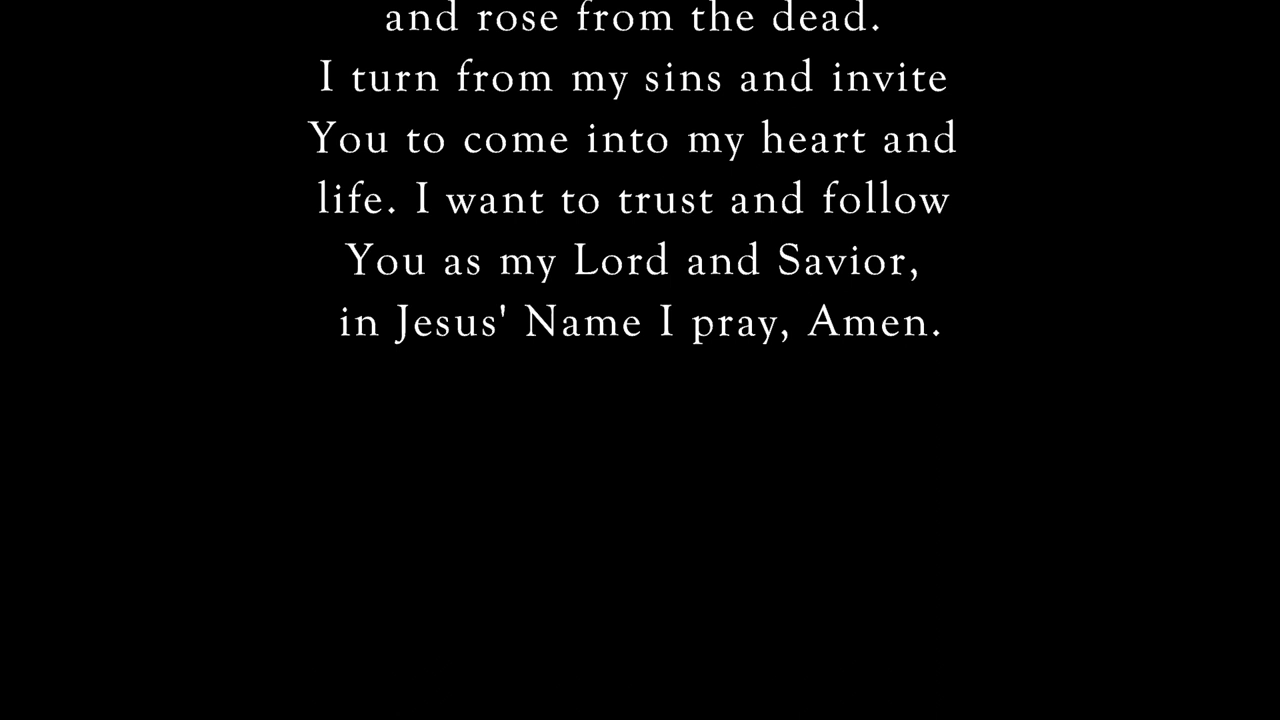 and rose from the dead.
I turn from my sins and invite
You to come into my heart and
life. I want to trust and follow
You as my Lord and Savior,
in Jesus' Name I pray, Amen.